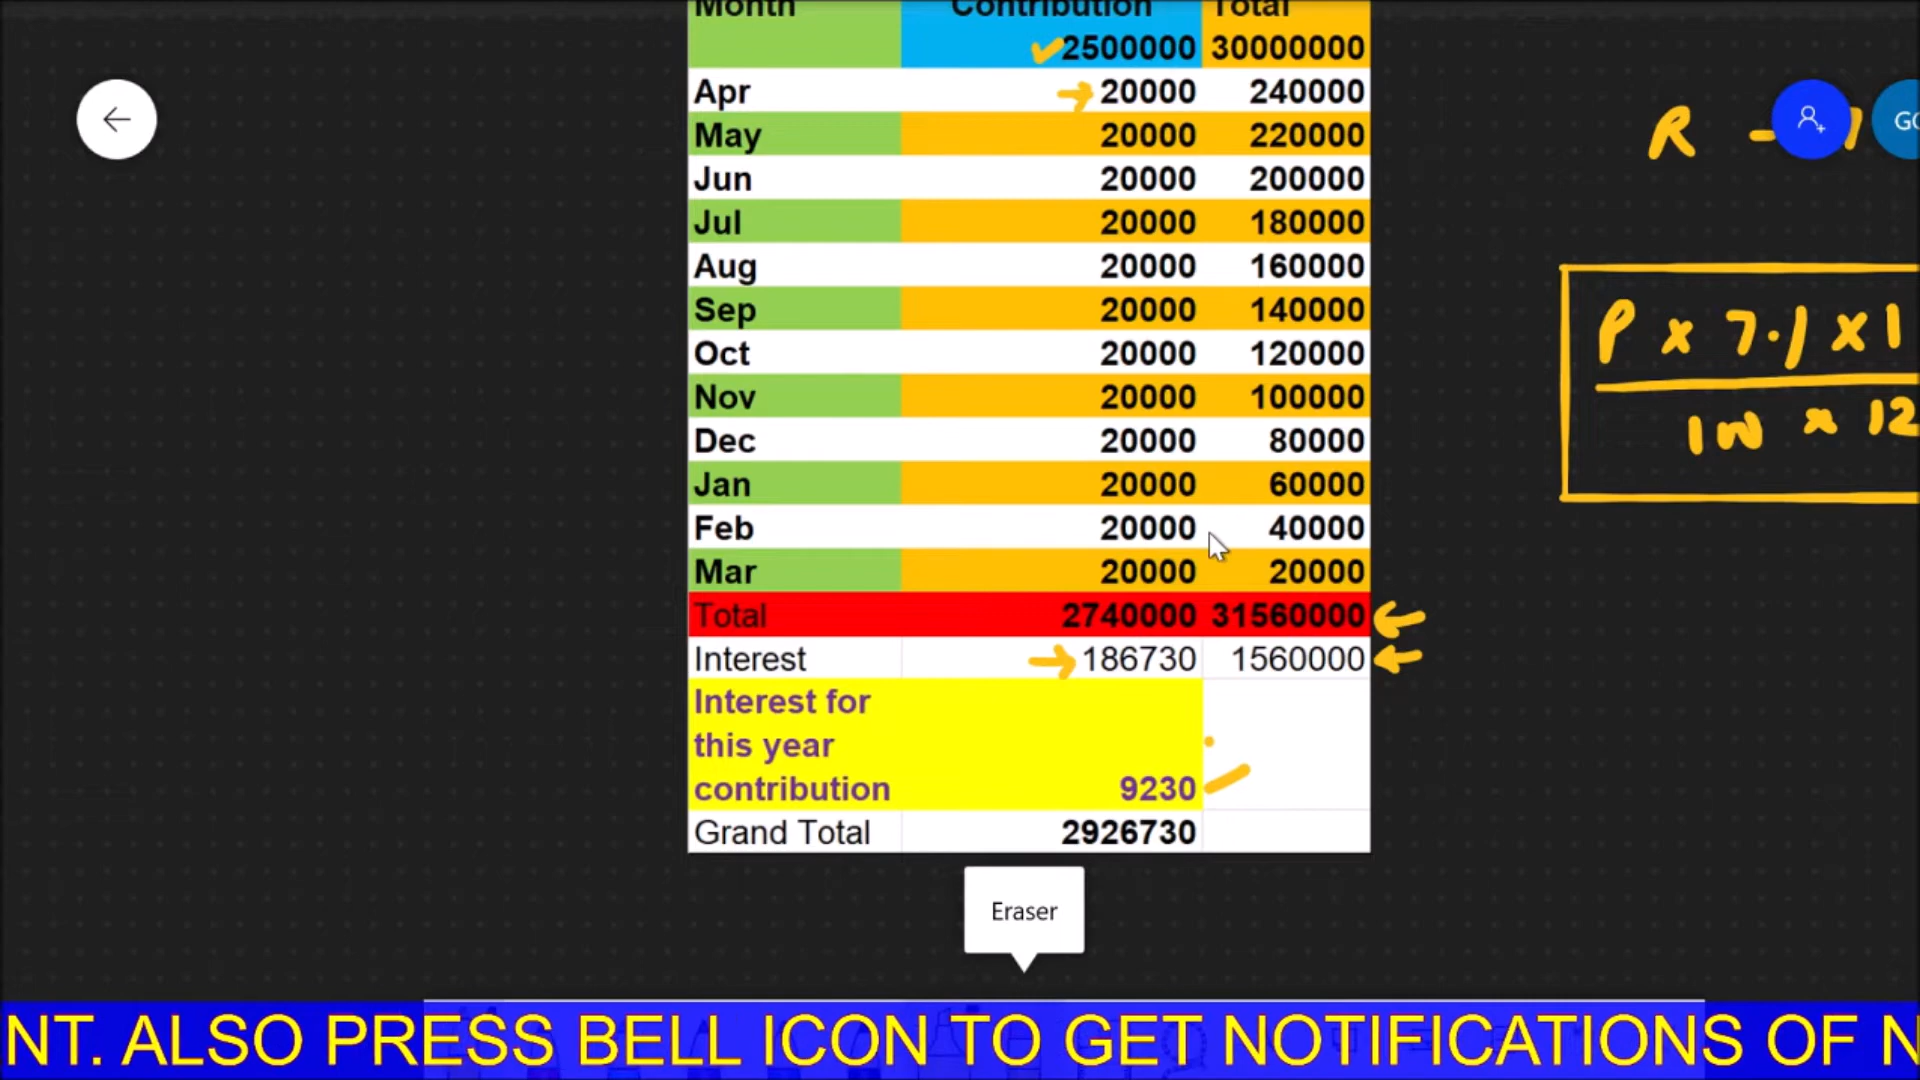 Month Contribution Total
2500000 30000000
Apr 20000 240000
May 20000 220000
Jun 20000 200000
Jul 20000 180000
Aug 20000 160000
Sep 20000 140000
Oct 20000 120000
Nov 20000 100000
Dec 20000 80000
Jan 20000 60000
Feb 20000 40000
Mar 20000 20000
Total 2740000 31560000
Interest 186730 1560000
Interest for
this year
contribution 9230
Grand Total 2926730
R -
GO
P x 7.1 x 1
100 x 12
Eraser
NT. ALSO PRESS BELL ICON TO GET NOTIFICATIONS OF N